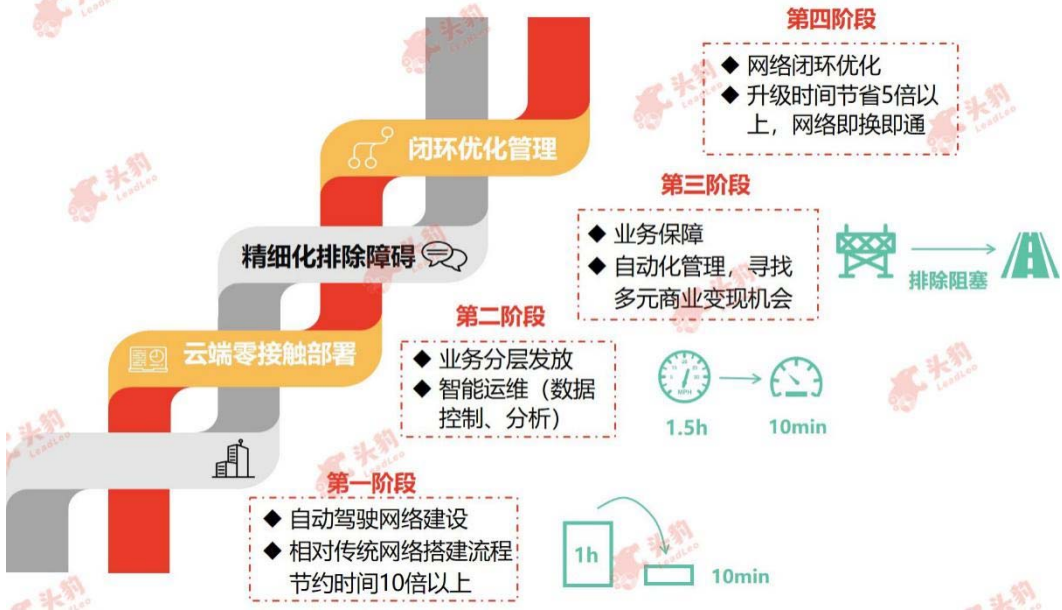 第四阶段
◆ 网络闭环优化
◆ 升级时间节省5倍以
上，网络即换即通
闭环优化管理
第三阶段
◆ 业务保障
◆ 自动化管理，寻找
多元商业变现机会
排除阻塞
精细化排除障碍
第二阶段
◆ 业务分层发放
◆ 智能运维（数据
控制、分析）
MPH
1.5h
10min
云端零接触部署
第一阶段
◆ 自动驾驶网络建设
◆ 相对传统网络搭建流程
节约时间10倍以上
1h
10min
头豹
LeadLeo